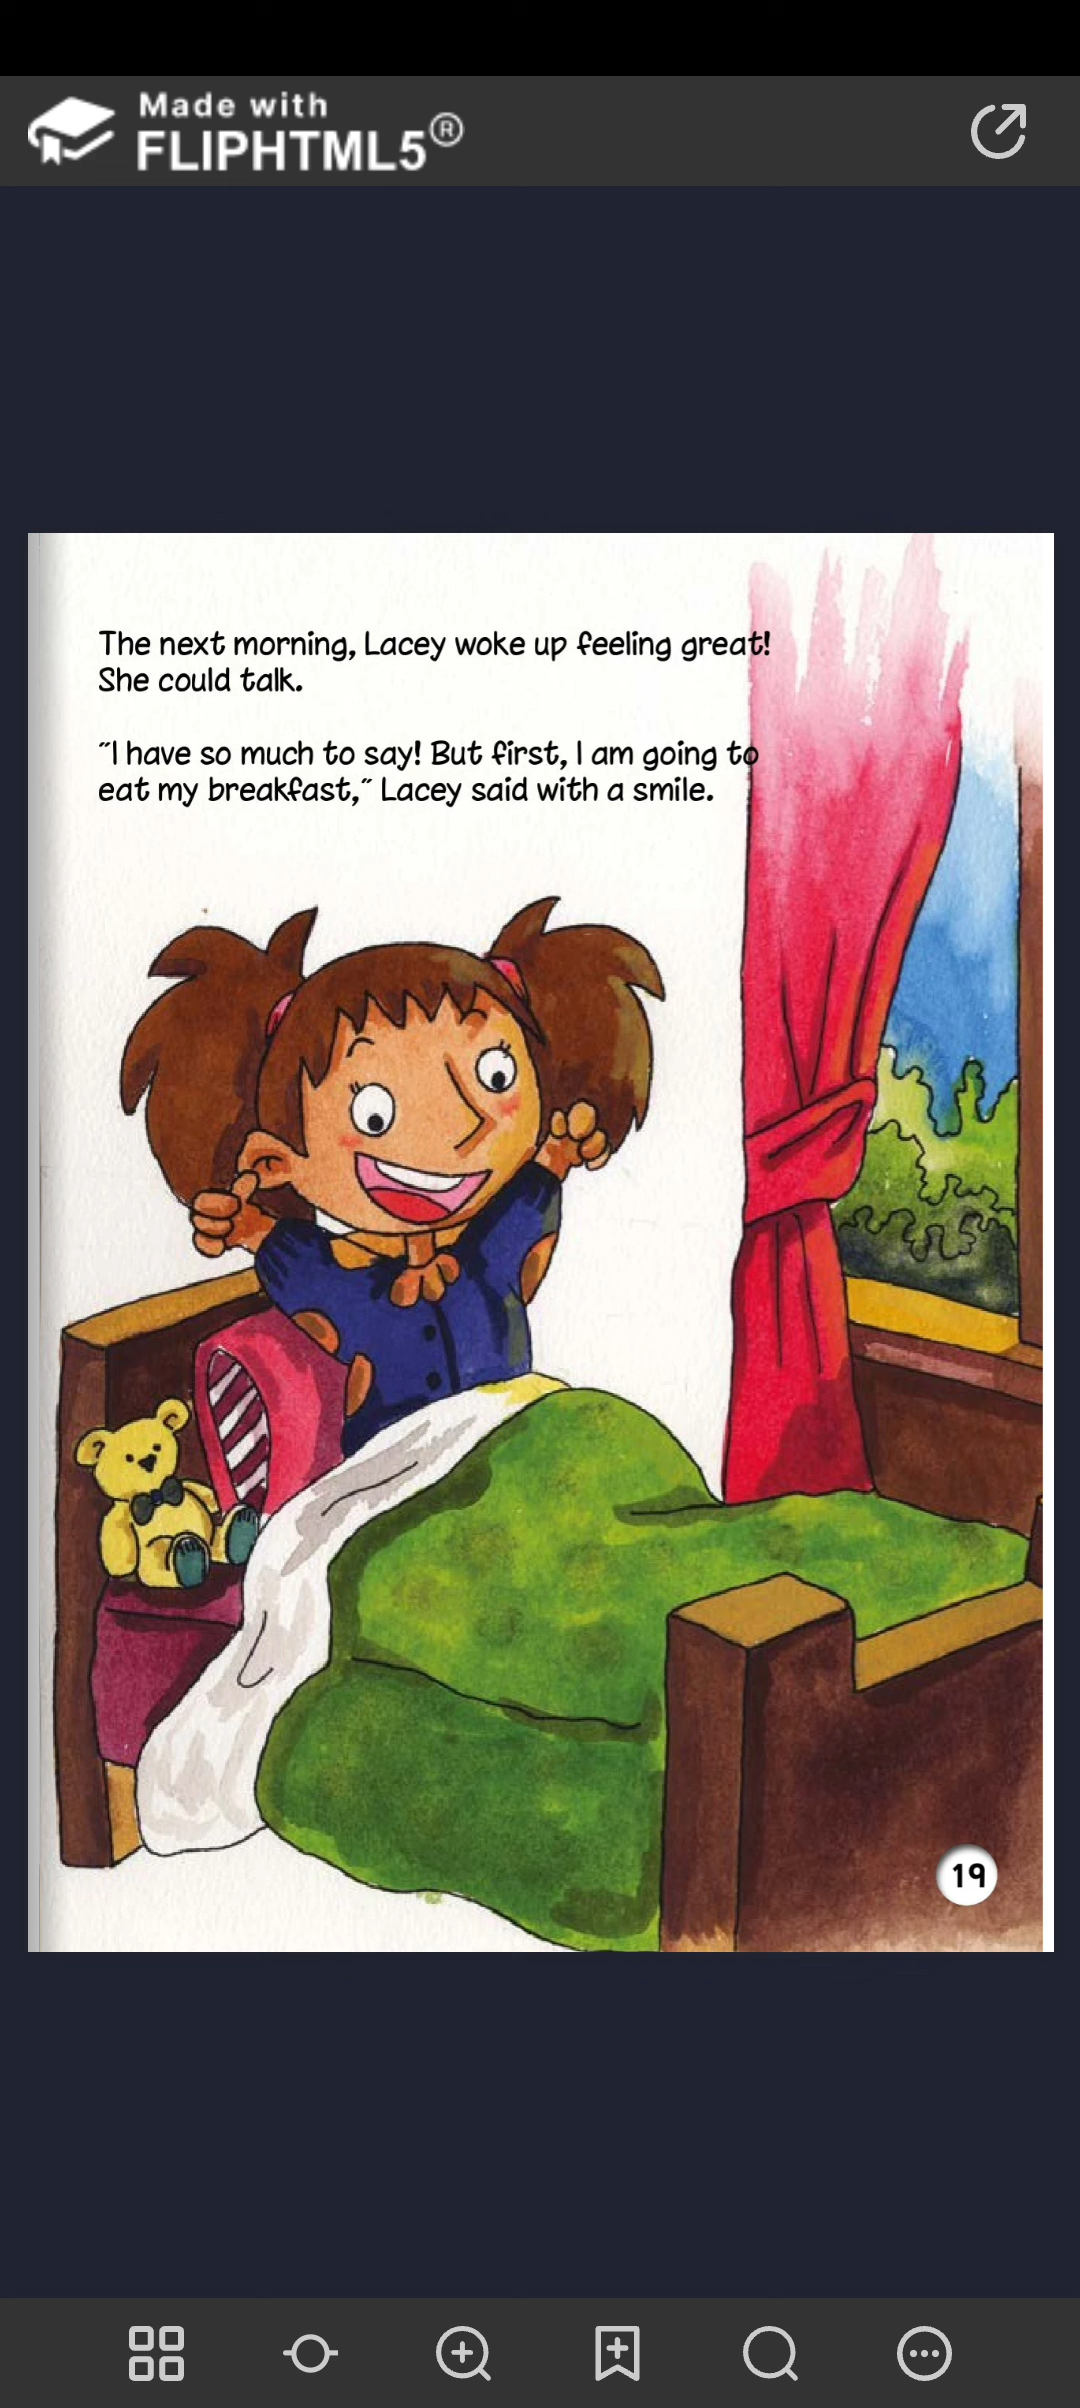 Made with
FLIPHTML5®
The next morning, Lacey woke up feeling great!
She could talk.
"I have so much to say! But first, I am going to
eat my breakfast," Lacey said with a smile.
19